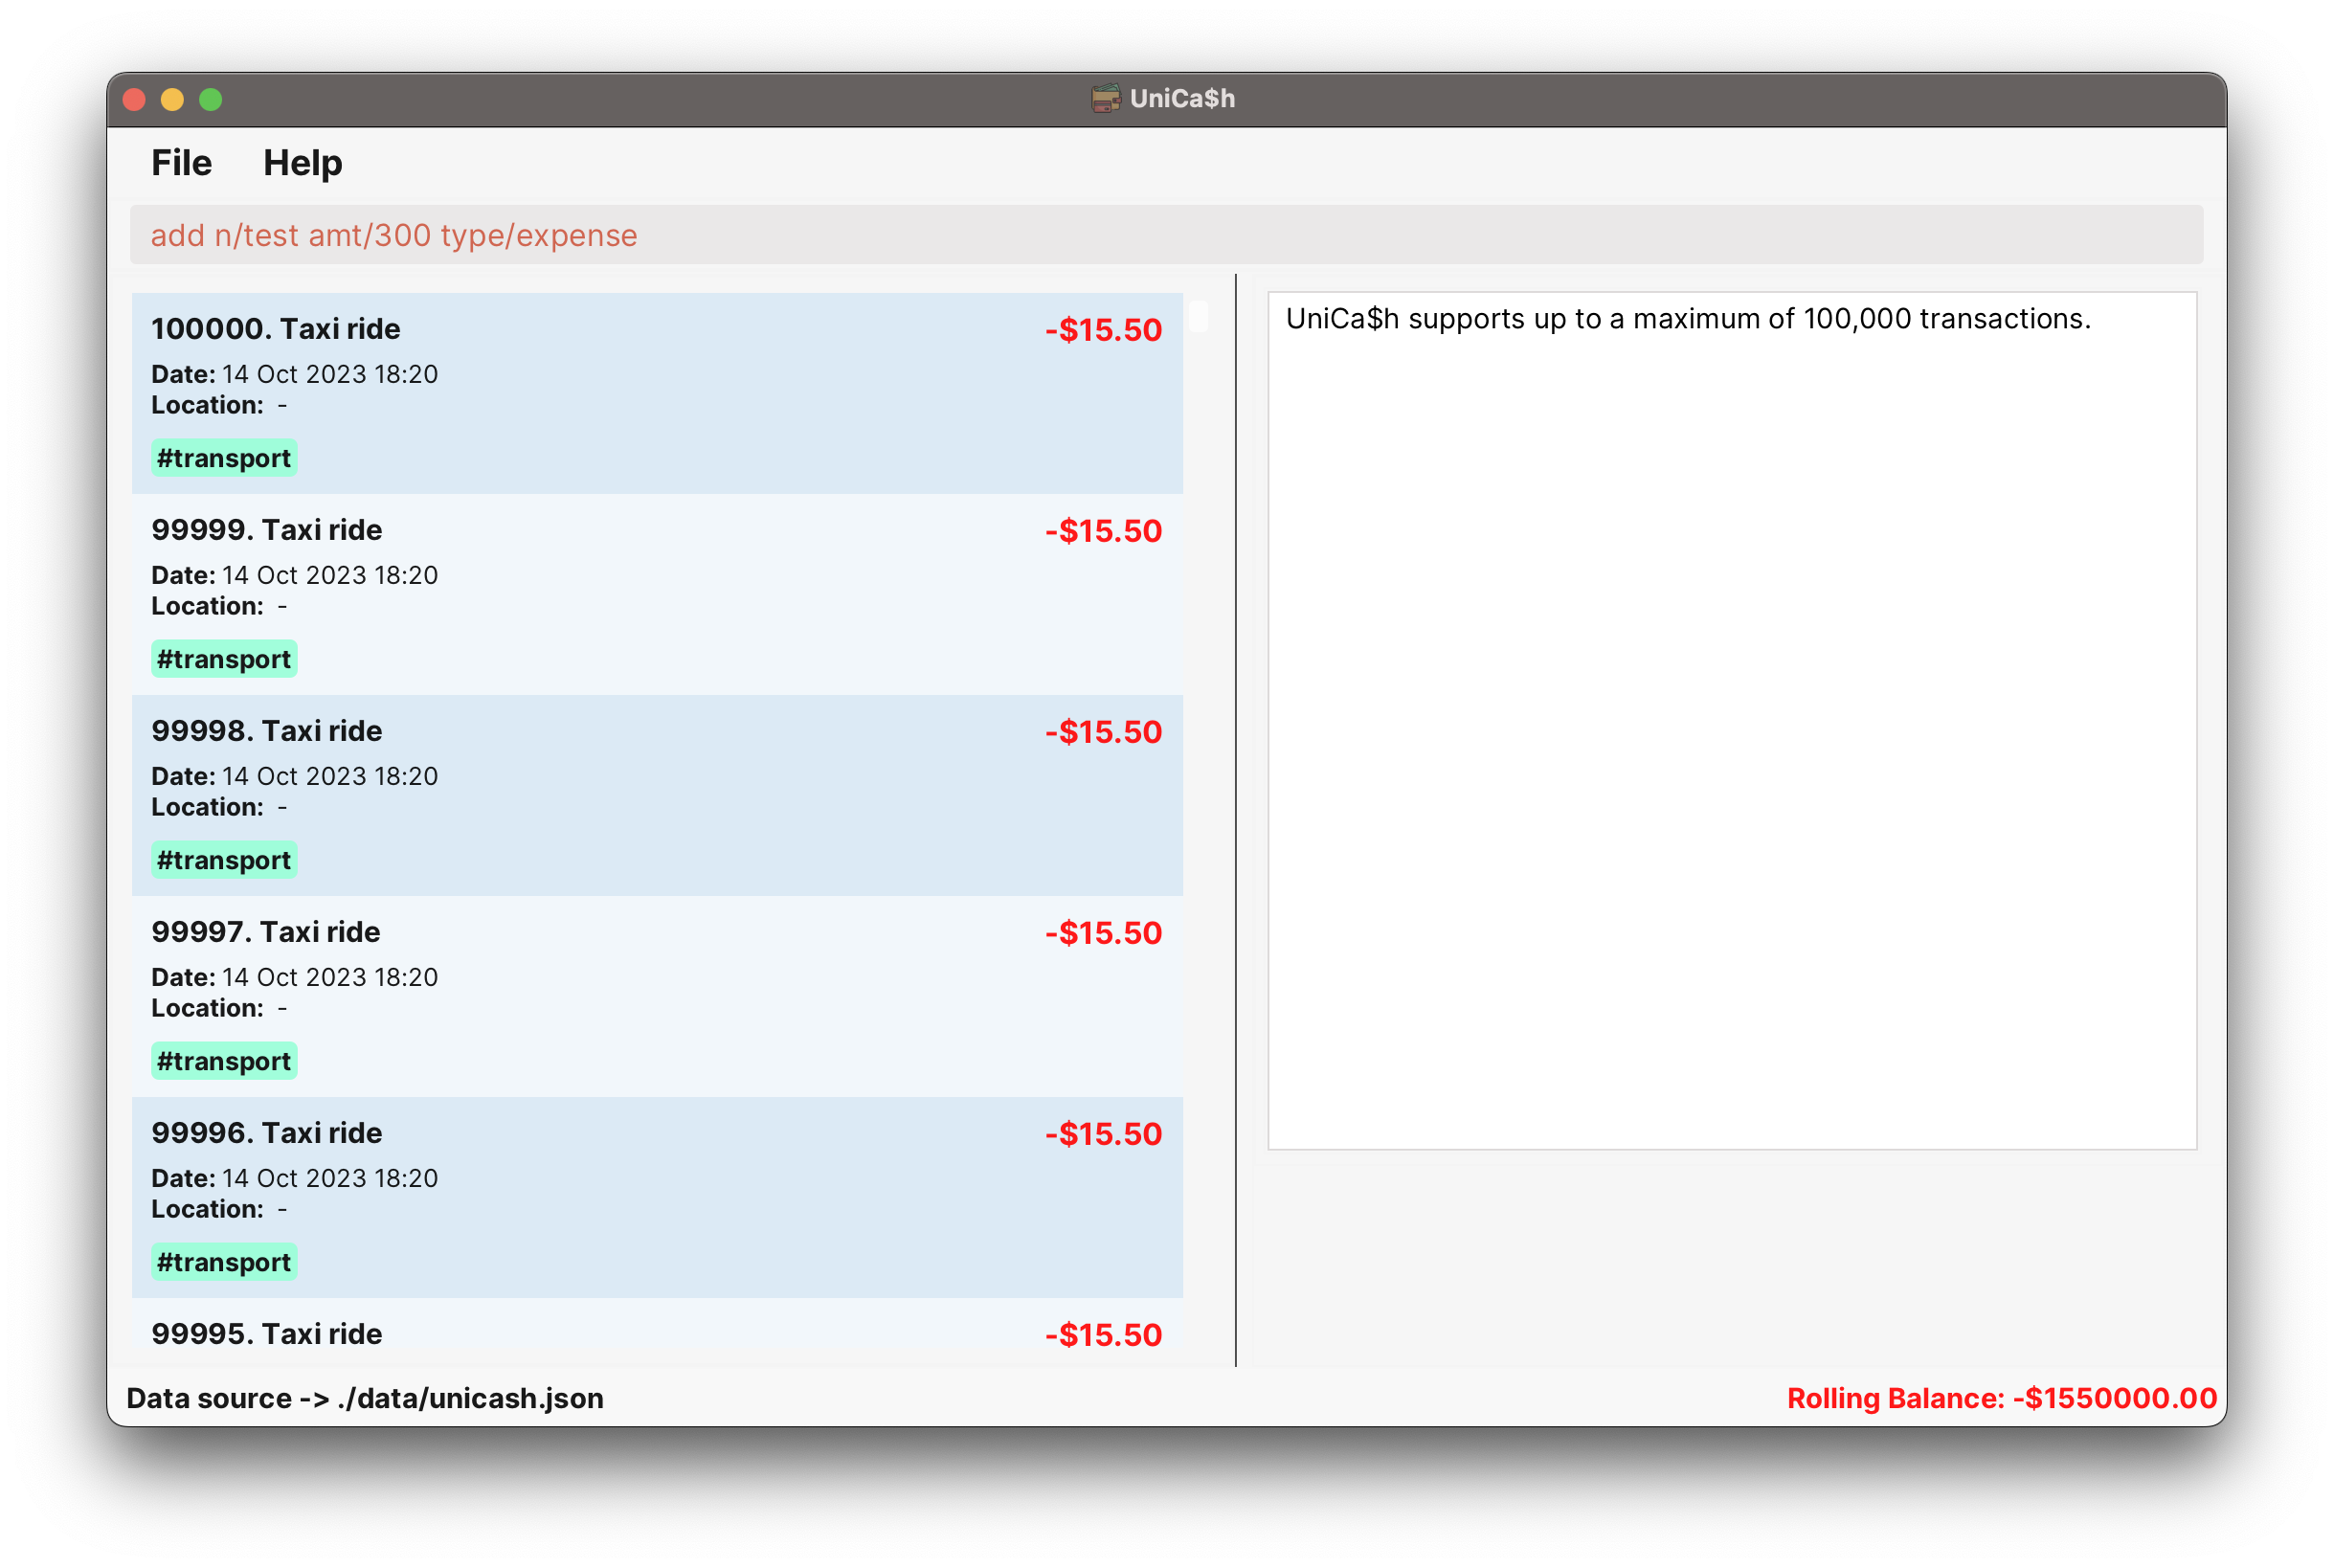 UniCa$h
File Help
add n/test amt/300 type/expense
100000. Taxi ride -$15.50
Date: 14 Oct 2023 18:20
Location: -
#transport
99999. Taxi ride -$15.50
Date: 14 Oct 2023 18:20
Location: -
#transport
99998. Taxi ride -$15.50
Date: 14 Oct 2023 18:20
Location: -
#transport
99997. Taxi ride -$15.50
Date: 14 Oct 2023 18:20
Location: -
#transport
99996. Taxi ride -$15.50
Date: 14 Oct 2023 18:20
Location: -
#transport
99995. Taxi ride -$15.50
UniCa$h supports up to a maximum of 100,000 transactions.
Data source -> ./data/unicash.json
Rolling Balance: -$1550000.00